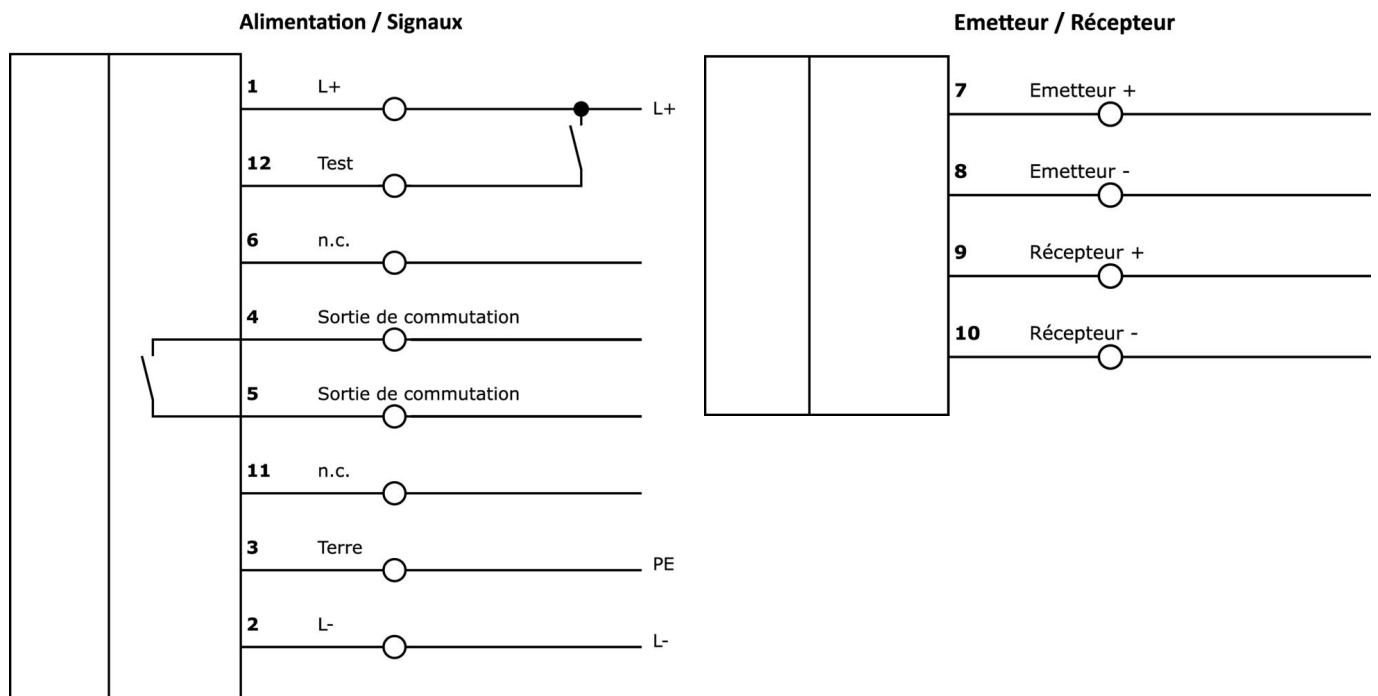 Alimentation / Signaux
1 L+ L+
12 Test
6 n.c.
4 Sortie de commutation
5 Sortie de commutation
11 n.c.
3 Terre PE
2 L- L-
Emetteur / Récepteur
7 Emetteur +
8 Emetteur -
9 Récepteur +
10 Récepteur -